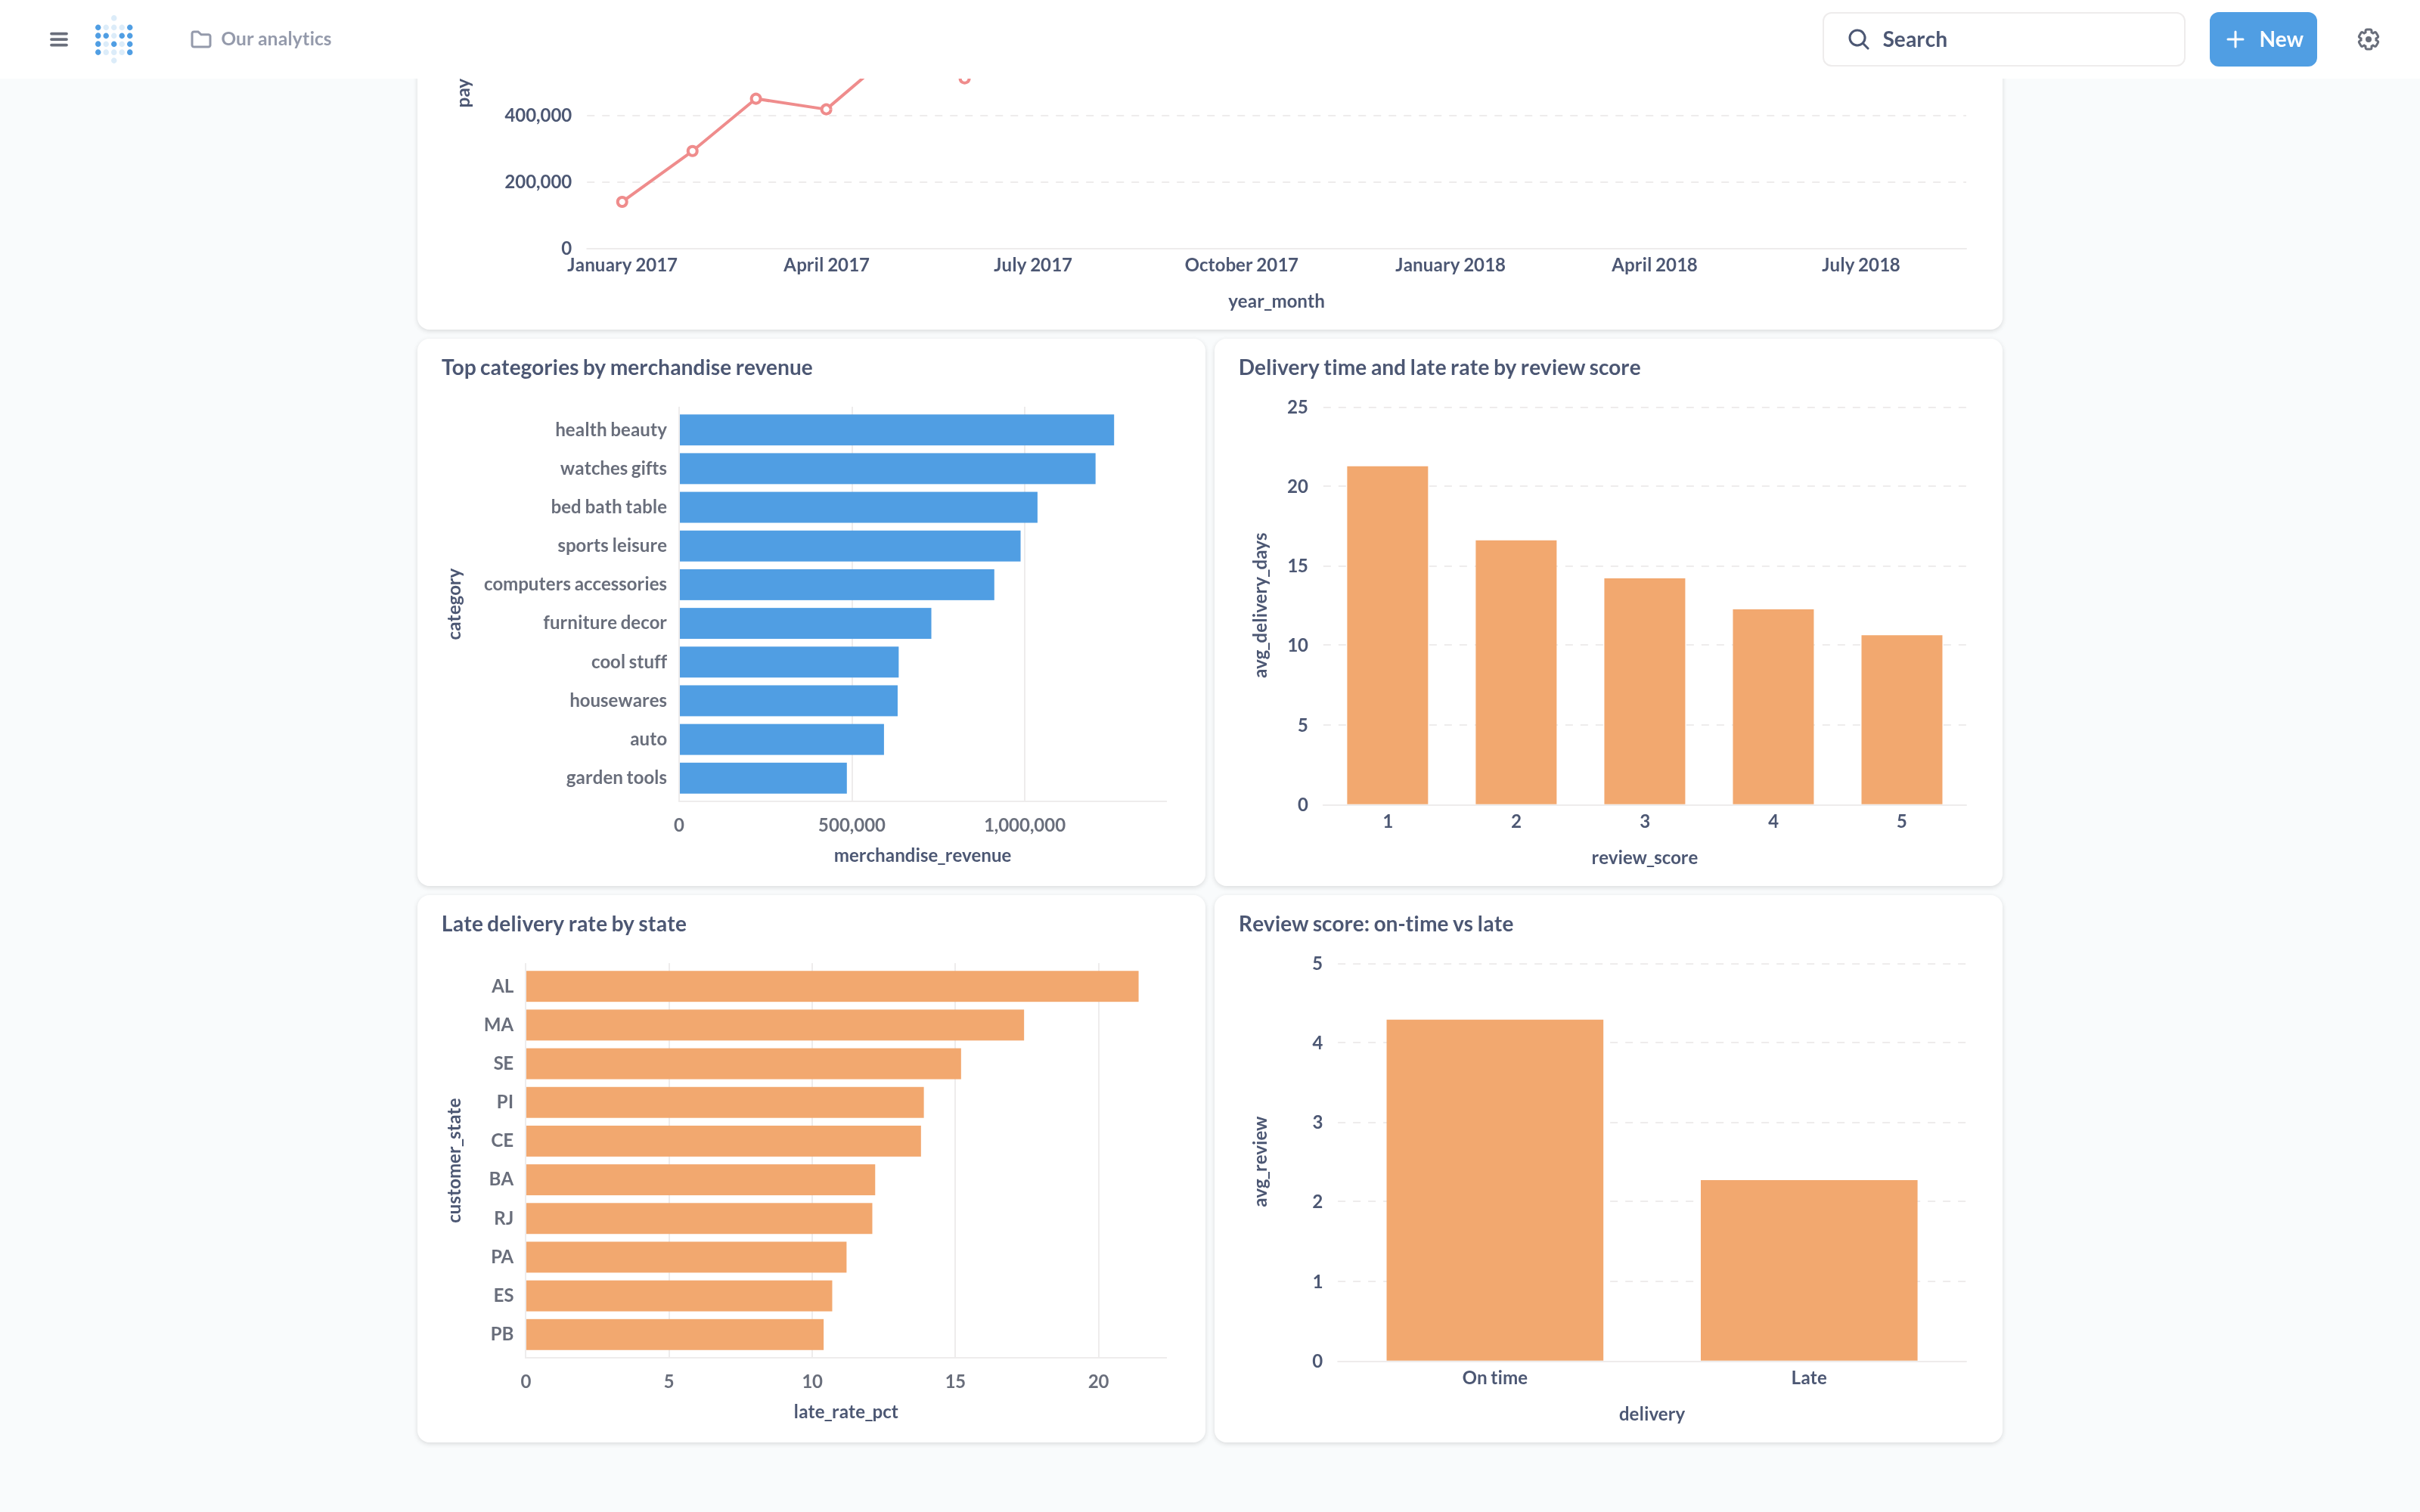 Our analytics
Search
New
pay
400,000
200,000
0
January 2017 April 2017 July 2017 October 2017 January 2018 April 2018 July 2018
year_month
Top categories by merchandise revenue
category
health beauty
watches gifts
bed bath table
sports leisure
computers accessories
furniture decor
cool stuff
housewares
auto
garden tools
0 500,000 1,000,000
merchandise_revenue
Delivery time and late rate by review score
avg_delivery_days
25
20
15
10
5
0
1 2 3 4 5
review_score
Late delivery rate by state
customer_state
AL
MA
SE
PI
CE
BA
RJ
PA
ES
PB
0 5 10 15 20
late_rate_pct
Review score: on-time vs late
avg_review
5
4
3
2
1
0
On time Late
delivery